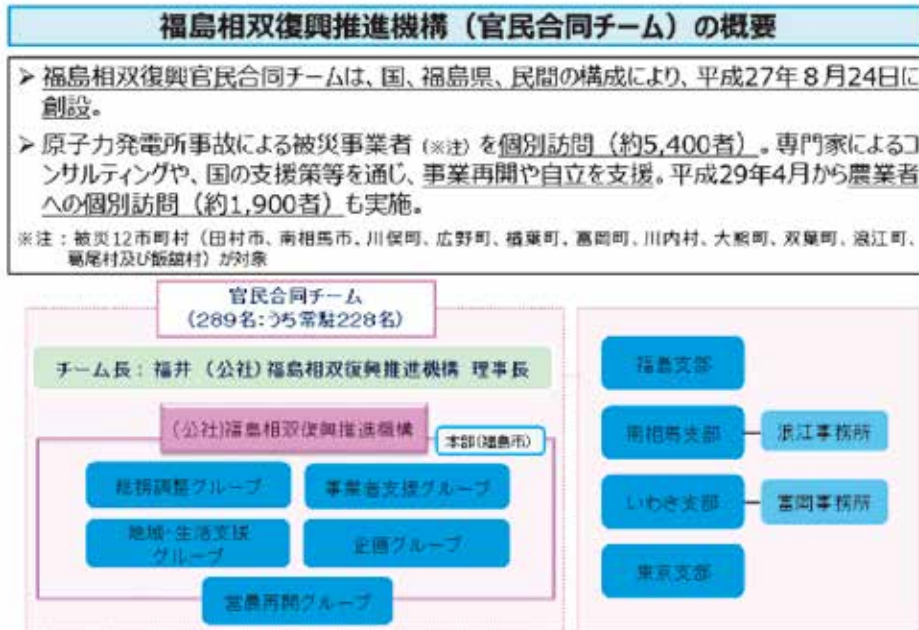 福島相双復興推進機構（官民合同チーム）の概要
➢ 福島相双復興官民合同チームは、国、福島県、民間の構成により、平成27年８月24日に
創設。
➢ 原子力発電所事故による被災事業者（※注）を個別訪問（約5,400者）。専門家によるコ
ンサルティングや、国の支援策等を通じ、事業再開や自立を支援。平成29年4月から農業者
への個別訪問（約1,900者）も実施。
※注：被災12市町村（田村市、南相馬市、川俣町、広野町、楢葉町、富岡町、川内村、大熊町、双葉町、浪江町、
葛尾村及び飯舘村）が対象
官民合同チーム
（289名：うち常駐228名）
チーム長：福井 （公社）福島相双復興推進機構 理事長
（公社）福島相双復興推進機構
本部（福島市）
総務調整グループ
事業者支援グループ
地域・生活支援
グループ
企画グループ
営農再開グループ
福島支部
南相馬支部
浪江事務所
いわき支部
富岡事務所
東京支部